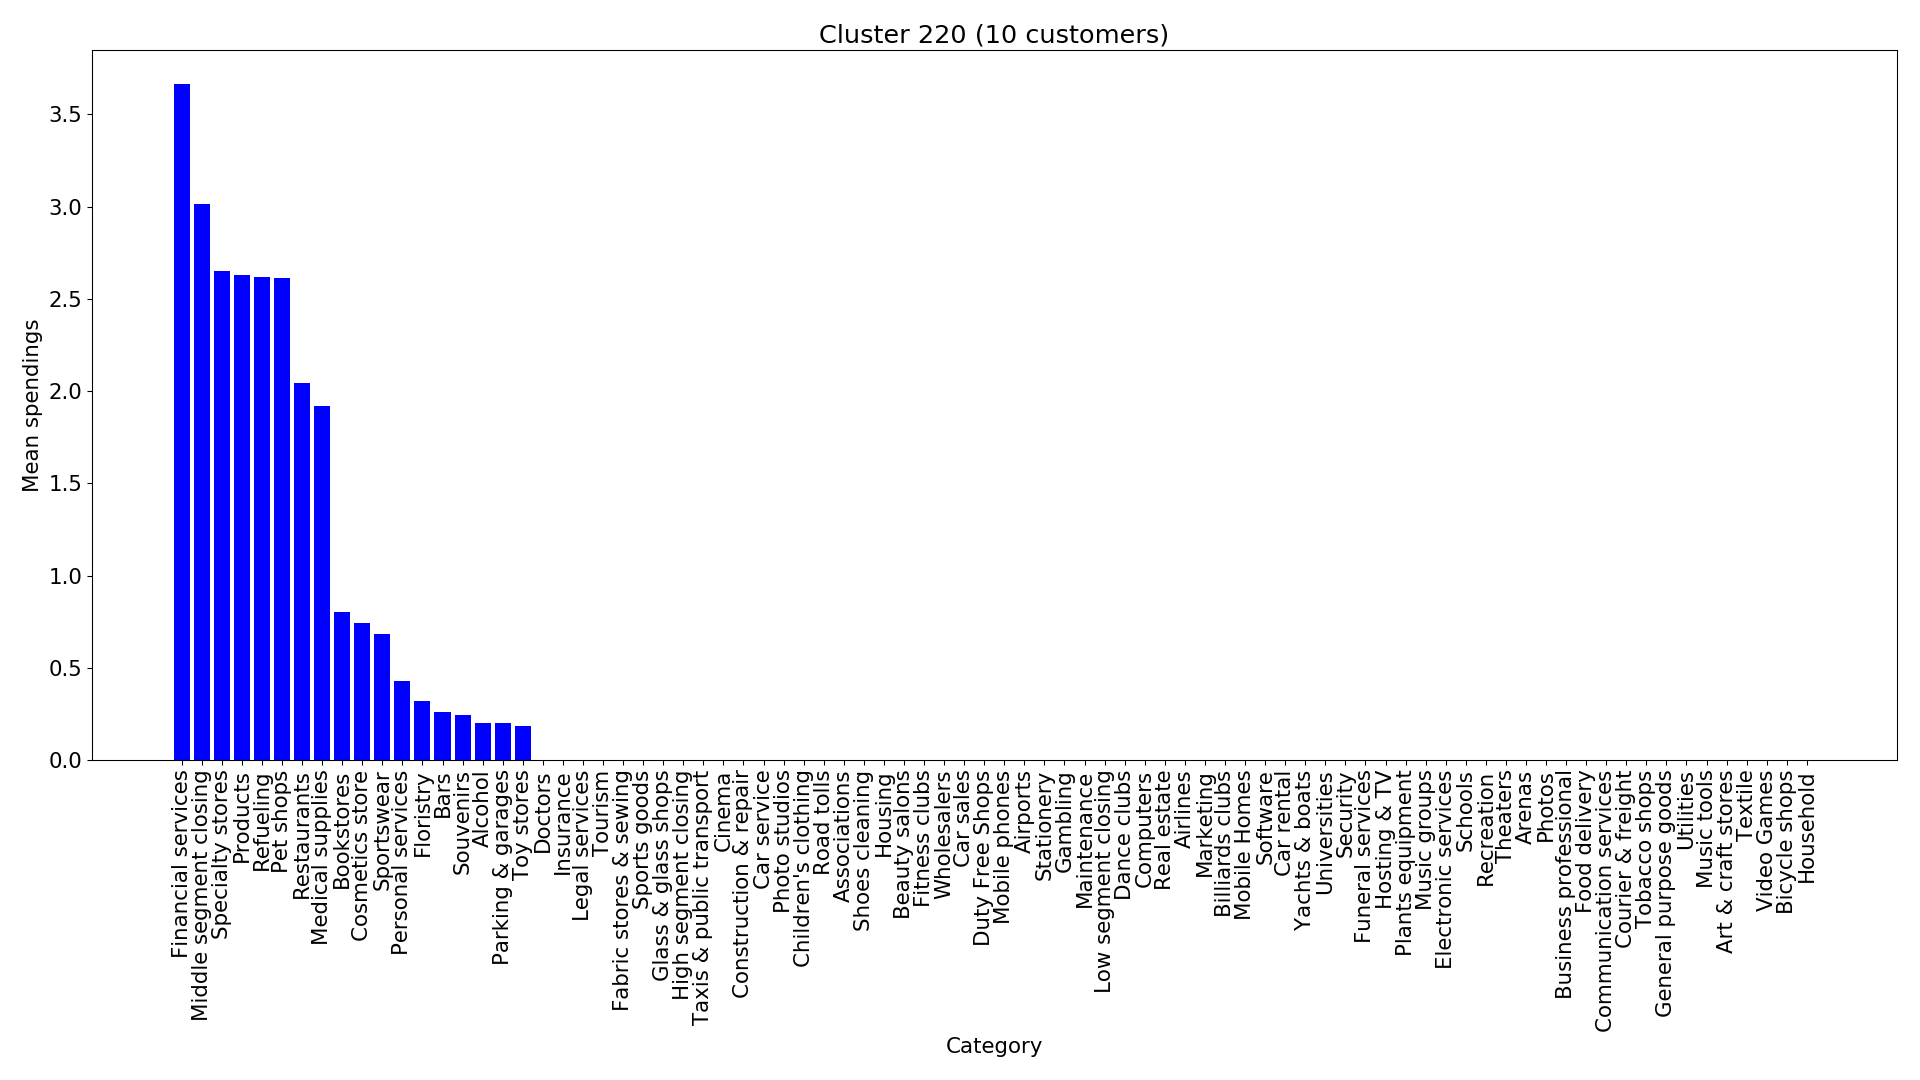 Cluster 220 (10 customers)
Mean spendings
3.5
3.0
2.5
2.0
1.5
1.0
0.5
0.0
Financial services
Middle segment closing
Specialty stores
Products
Refueling
Pet shops
Restaurants
Medical supplies
Bookstores
Cosmetics store
Sportswear
Personal services
Floristry
Bars
Souvenirs
Alcohol
Parking & garages
Toy stores
Doctors
Insurance
Legal services
Tourism
Fabric stores & sewing
Sports goods
Glass & glass shops
High segment closing
Taxis & public transport
Cinema
Construction & repair
Car service
Photo studios
Children's clothing
Road tolls
Associations
Shoes cleaning
Housing
Beauty salons
Fitness clubs
Wholesalers
Car sales
Duty Free Shops
Mobile phones
Airports
Stationery
Gambling
Maintenance
Low segment closing
Dance clubs
Computers
Real estate
Airlines
Marketing
Billiards clubs
Mobile Homes
Software
Car rental
Yachts & boats
Universities
Security
Funeral services
Hosting & TV
Plants equipment
Music groups
Electronic services
Schools
Recreation
Theaters
Arenas
Photos
Business professional
Food delivery
Communication services
Courier & freight
Tobacco shops
General purpose goods
Utilities
Music tools
Art & craft stores
Textile
Video Games
Bicycle shops
Household
Category